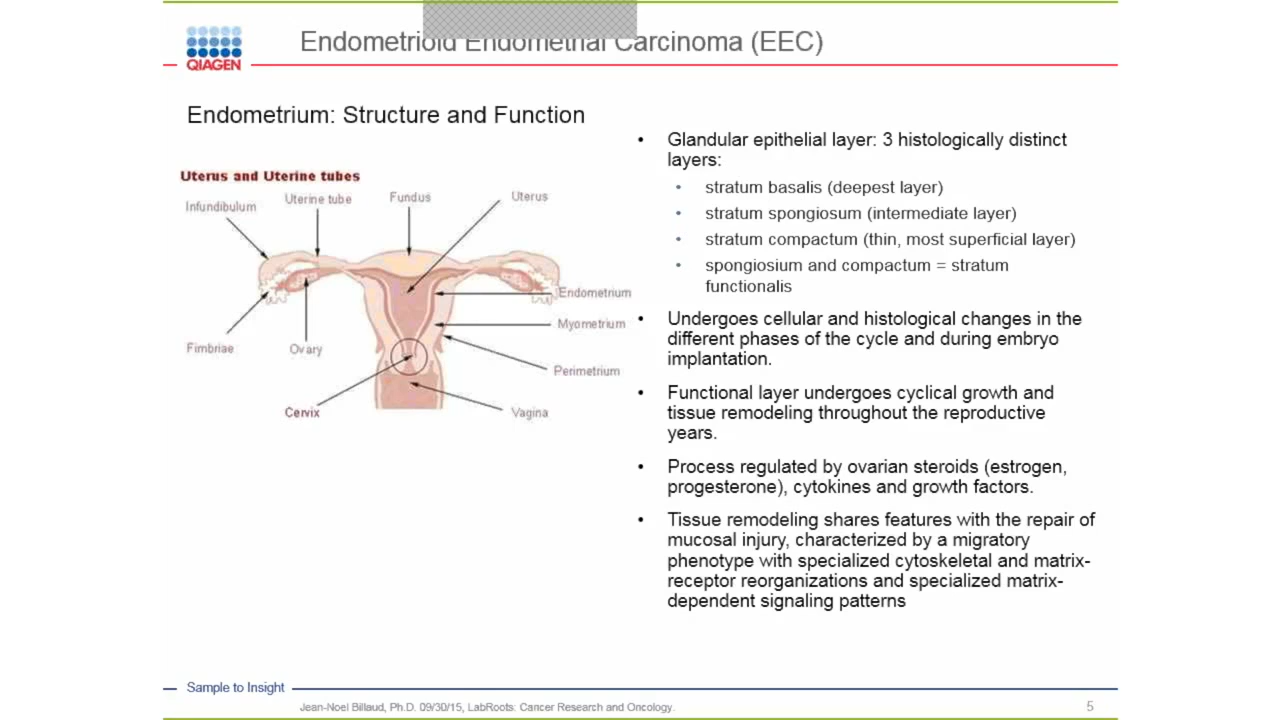 Endometrioid Endometrial Carcinoma (EEC)
QIAGEN
Endometrium: Structure and Function
Uterus and Uterine tubes
Infundibulum
Uterine tube
Fundus
Uterus
Endometrium
Myometrium
Perimetrium
Fimbriae
Ovary
Cervix
Vagina
• Glandular epithelial layer: 3 histologically distinct
layers:
• stratum basalis (deepest layer)
• stratum spongiosum (intermediate layer)
• stratum compactum (thin, most superficial layer)
• spongiosium and compactum = stratum
functionalis
• Undergoes cellular and histological changes in the
different phases of the cycle and during embryo
implantation.
• Functional layer undergoes cyclical growth and
tissue remodeling throughout the reproductive
years.
• Process regulated by ovarian steroids (estrogen,
progesterone), cytokines and growth factors.
• Tissue remodeling shares features with the repair of
mucosal injury, characterized by a migratory
phenotype with specialized cytoskeletal and matrix-
receptor reorganizations and specialized matrix-
dependent signaling patterns
Sample to Insight
Jean-Noel Billaud, Ph.D. 09/30/15, LabRoots: Cancer Research and Oncology.
5